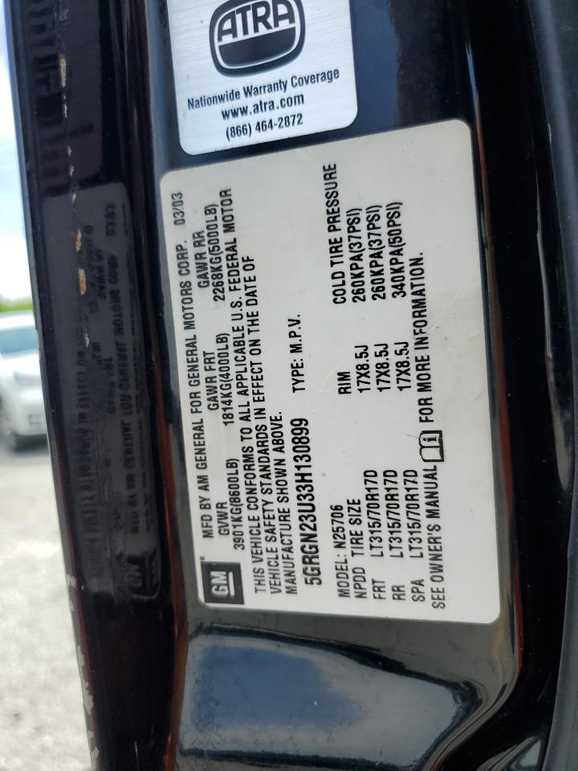 ATRA
Nationwide Warranty Coverage
www.atra.com
(866) 464-2872
GM
MFD BY AM GENERAL FOR GENERAL MOTORS CORP. 03/03
GVWR GAWR FRT GAWR RR
3901KG(8600LB) 1814KG(4000LB) 2268KG(5000LB)
THIS VEHICLE CONFORMS TO ALL APPLICABLE U.S. FEDERAL MOTOR
VEHICLE SAFETY STANDARDS IN EFFECT ON THE DATE OF
MANUFACTURE SHOWN ABOVE.
5GRGN23U33H130899 TYPE: M.P.V.
MODEL: N25706
NPDD TIRE SIZE RIM COLD TIRE PRESSURE
FRT LT315/70R17D 17X8.5J 260KPA(37PSI)
RR LT315/70R17D 17X8.5J 260KPA(37PSI)
SPA LT315/70R17D 17X8.5J 340KPA(50PSI)
SEE OWNER'S MANUAL FOR MORE INFORMATION.